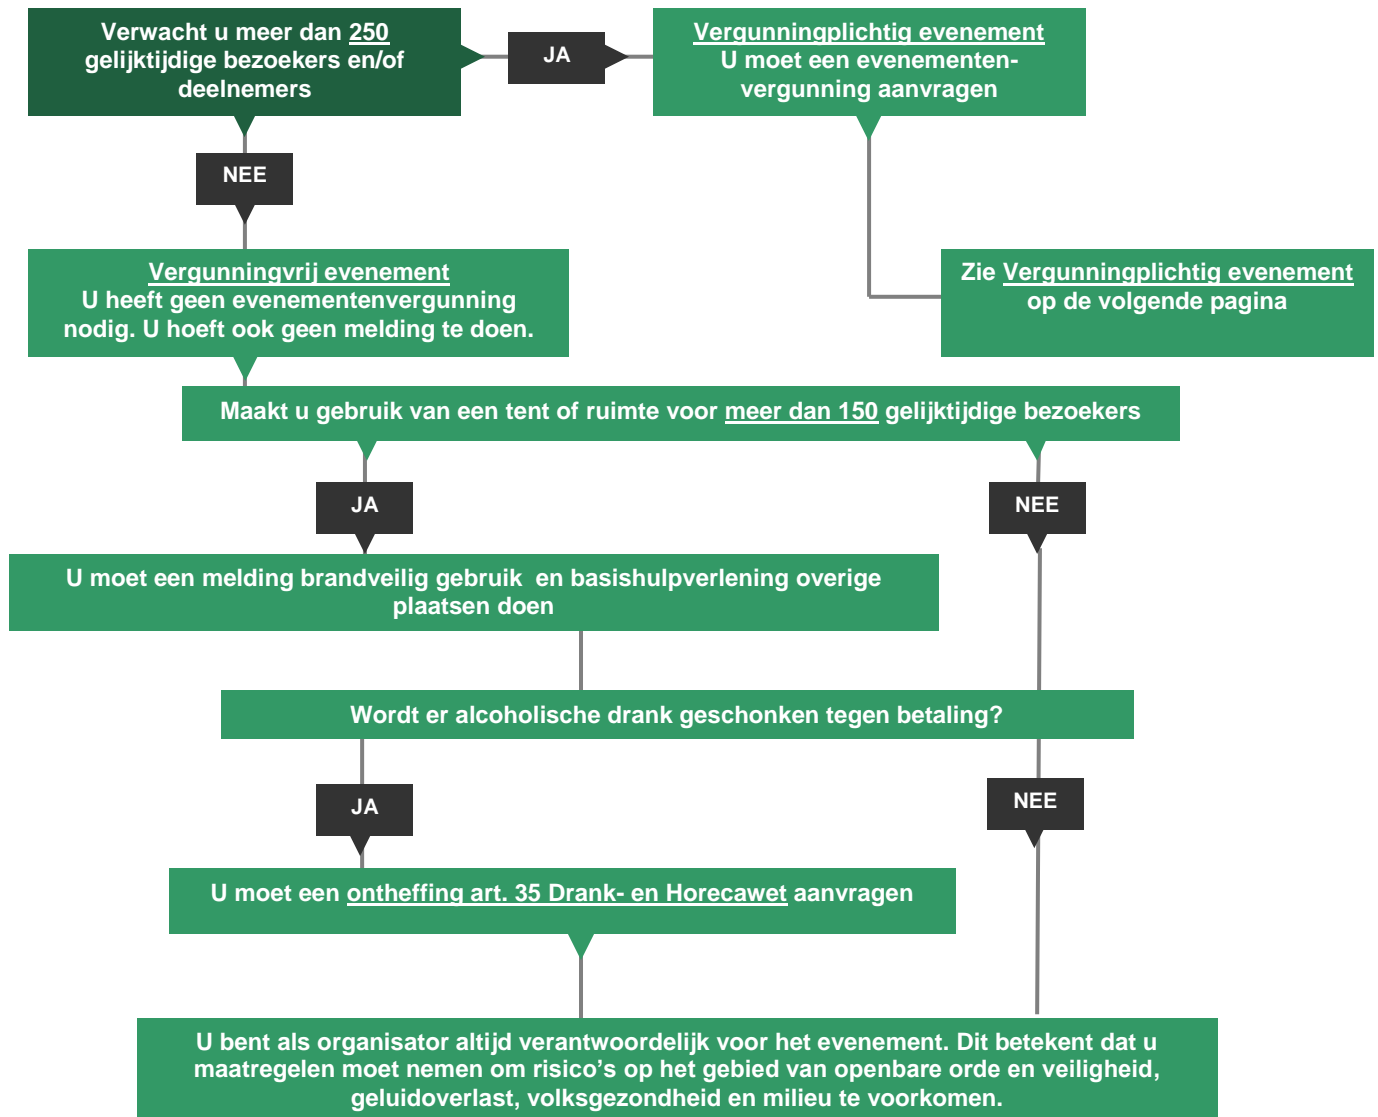 Verwacht u meer dan 250
gelijktijdige bezoekers en/of
deelnemers
JA
Vergunningplichtig evenement
U moet een evenementen-
vergunning aanvragen
NEE
Vergunningvrij evenement
U heeft geen evenementenvergunning
nodig. U hoeft ook geen melding te doen.
Zie Vergunningplichtig evenement
op de volgende pagina
Maakt u gebruik van een tent of ruimte voor meer dan 150 gelijktijdige bezoekers
JA
NEE
U moet een melding brandveilig gebruik  en basishulpverlening overige
plaatsen doen
Wordt er alcoholische drank geschonken tegen betaling?
JA
NEE
U moet een ontheffing art. 35 Drank- en Horecawet aanvragen
U bent als organisator altijd verantwoordelijk voor het evenement. Dit betekent dat u
maatregelen moet nemen om risico’s op het gebied van openbare orde en veiligheid,
geluidoverlast, volksgezondheid en milieu te voorkomen.